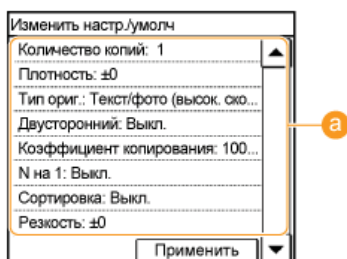 Изменить настр./умолч
Количество копий: 1
Плотность: ±0
Тип ориг.: Текст/фото (высок. ско...
Двусторонний: Выкл.
Коэффициент копирования: 100...
N на 1: Выкл.
Сортировка: Выкл.
Резкость: ±0
Применить
a